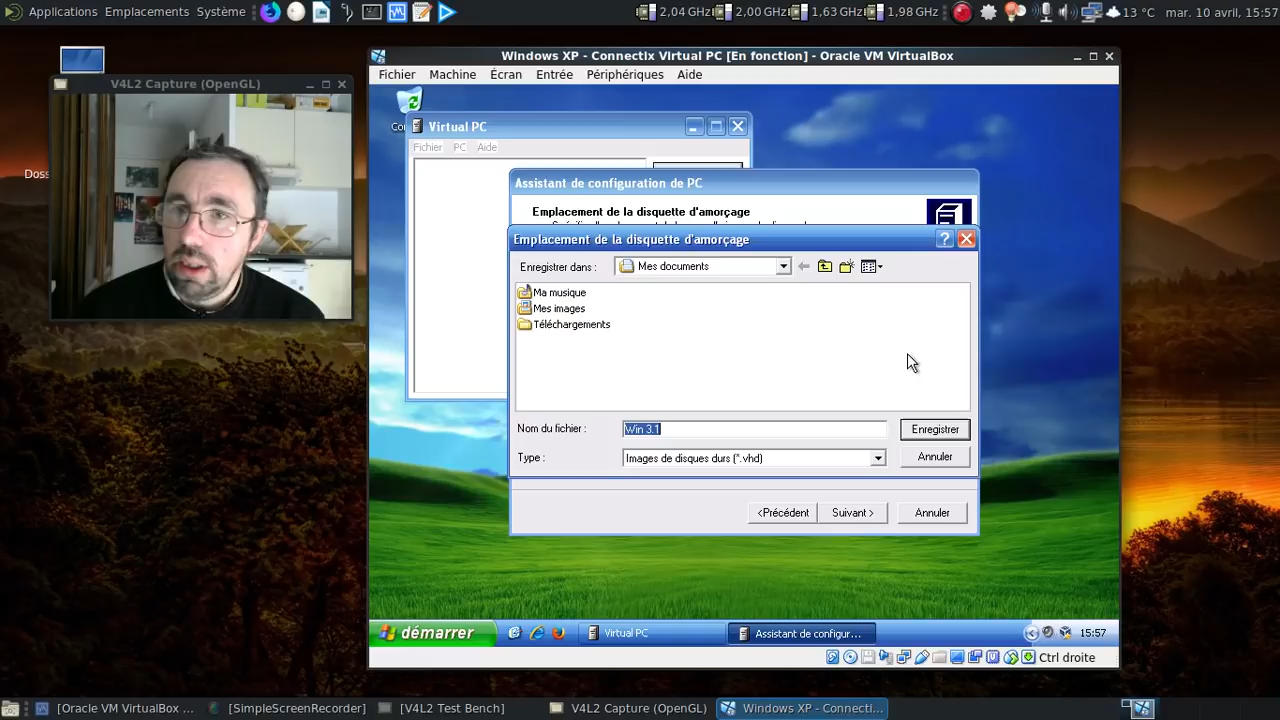 Applications Emplacements Système
2,04 GHz 2,00 GHz 1,63 GHz 1,98 GHz 13 °C mar. 10 avril, 15:57
Windows XP - Connectix Virtual PC [En fonction] - Oracle VM VirtualBox
Fichier Machine Écran Entrée Périphériques Aide
V4L2 Capture (OpenGL)
Doss
Virtual PC
Fichier PC Aide
Assistant de configuration de PC
Emplacement de la disquette d'amorçage
Emplacement de la disquette d'amorçage
Enregistrer dans : Mes documents
Ma musique
Mes images
Téléchargements
Nom du fichier : Win 3.1 Enregistrer
Type : Images de disques durs (*.vhd) Annuler
<Précédent Suivant > Annuler
démarrer Virtual PC Assistant de configur... 15:57
Ctrl droite
[Oracle VM VirtualBox ... [SimpleScreenRecorder] [V4L2 Test Bench] V4L2 Capture (OpenGL) Windows XP - Connecti...